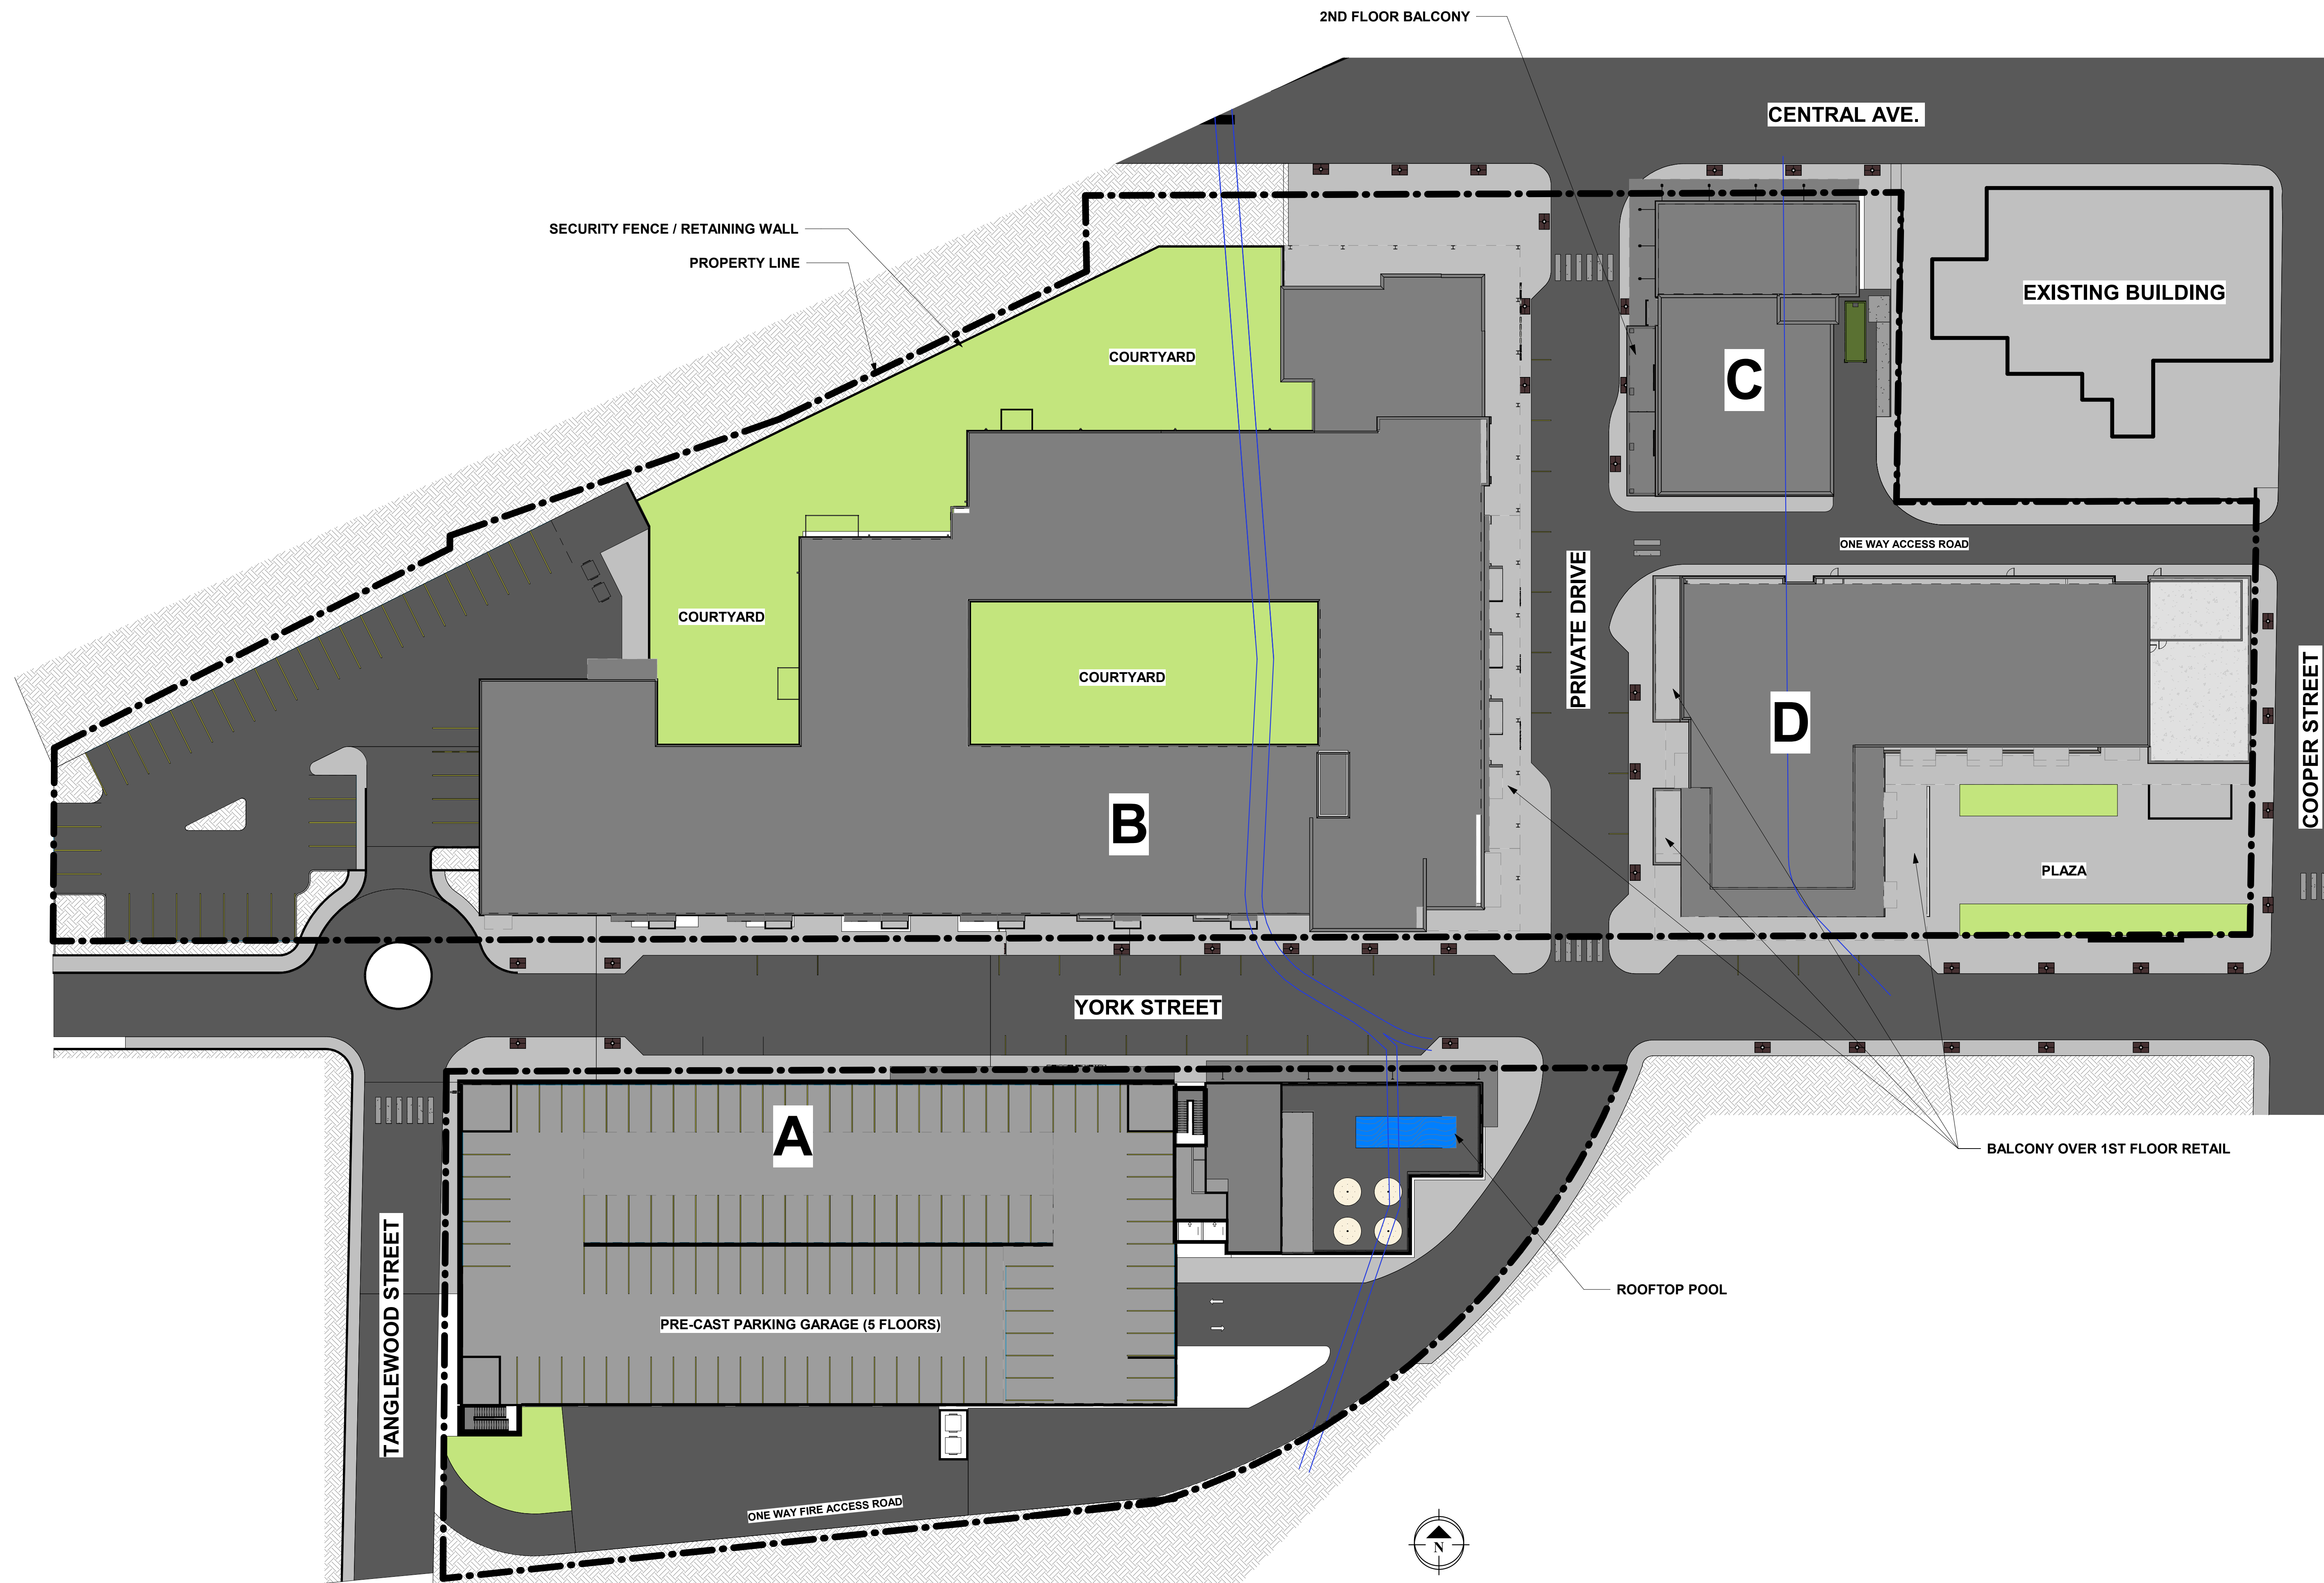 2ND FLOOR BALCONY
CENTRAL AVE.
SECURITY FENCE / RETAINING WALL
PROPERTY LINE
EXISTING BUILDING
COURTYARD
C
ONE WAY ACCESS ROAD
COURTYARD
COURTYARD
PRIVATE DRIVE
D
COOPER STREET
B
PLAZA
YORK STREET
A
BALCONY OVER 1ST FLOOR RETAIL
ROOFTOP POOL
TANGLEWOOD STREET
PRE-CAST PARKING GARAGE (5 FLOORS)
ONE WAY FIRE ACCESS ROAD
N